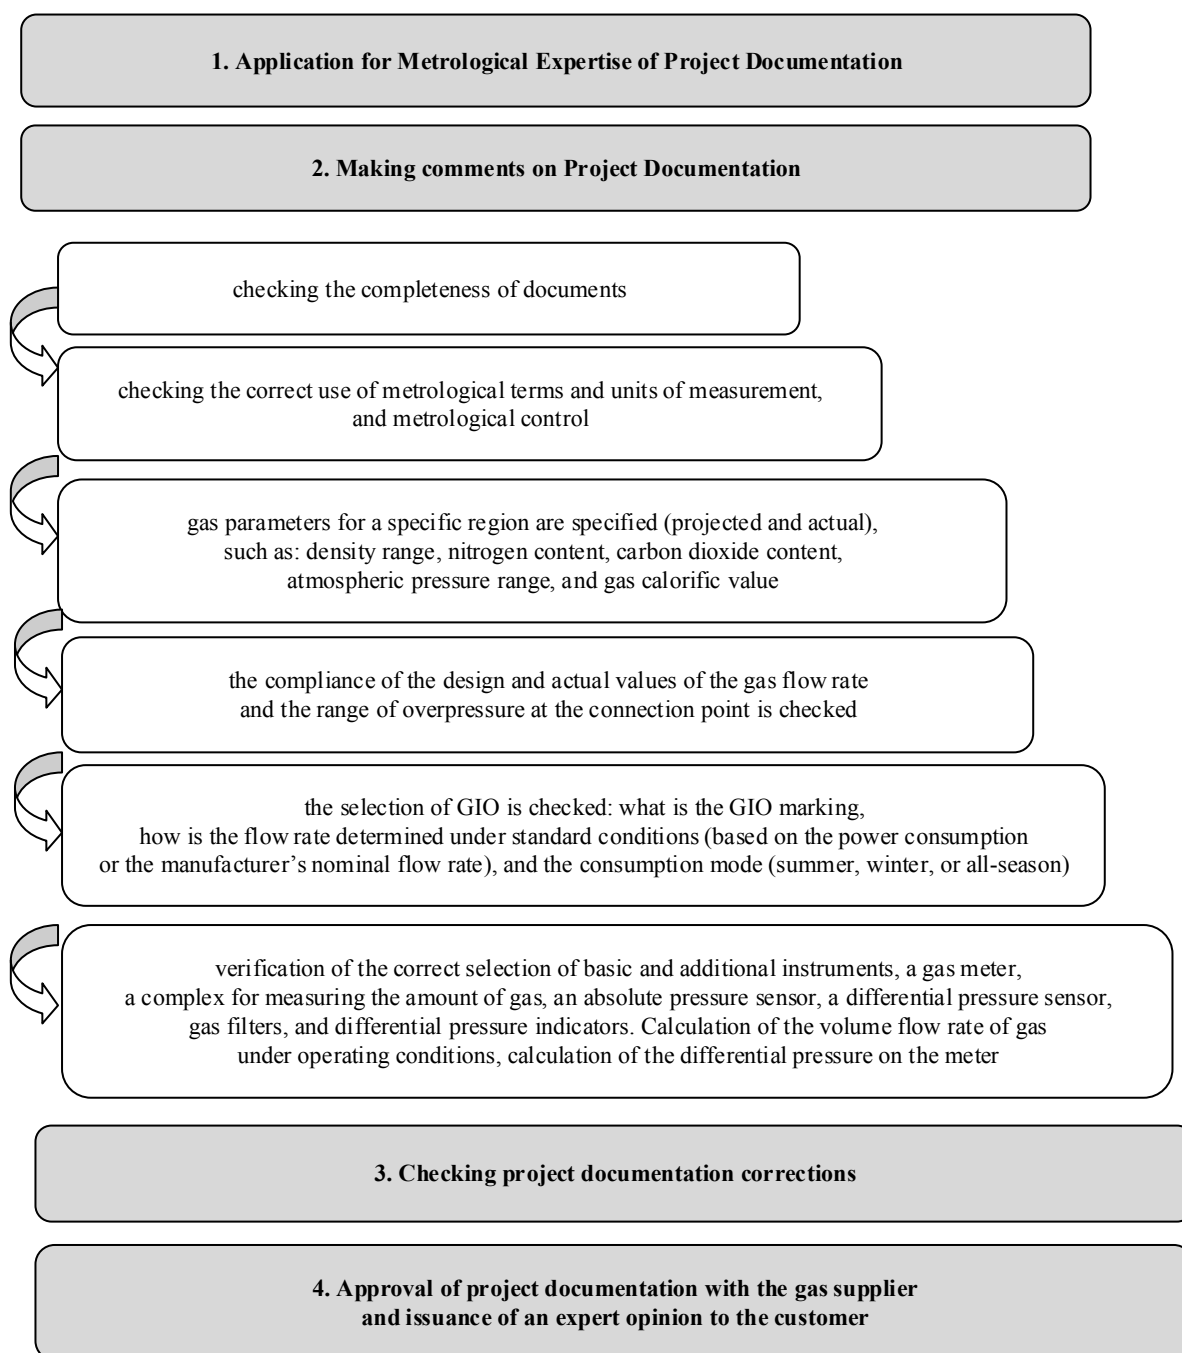 1. Application for Metrological Expertise of Project Documentation
2. Making comments on Project Documentation
checking the completeness of documents
checking the correct use of metrological terms and units of measurement,
and metrological control
gas parameters for a specific region are specified (projected and actual),
such as: density range, nitrogen content, carbon dioxide content,
atmospheric pressure range, and gas calorific value
the compliance of the design and actual values of the gas flow rate
and the range of overpressure at the connection point is checked
the selection of GIO is checked: what is the GIO marking,
how is the flow rate determined under standard conditions (based on the power consumption
or the manufacturer’s nominal flow rate), and the consumption mode (summer, winter, or all-season)
verification of the correct selection of basic and additional instruments, a gas meter,
a complex for measuring the amount of gas, an absolute pressure sensor, a differential pressure sensor,
gas filters, and differential pressure indicators. Calculation of the volume flow rate of gas
under operating conditions, calculation of the differential pressure on the meter
3. Checking project documentation corrections
4. Approval of project documentation with the gas supplier
and issuance of an expert opinion to the customer